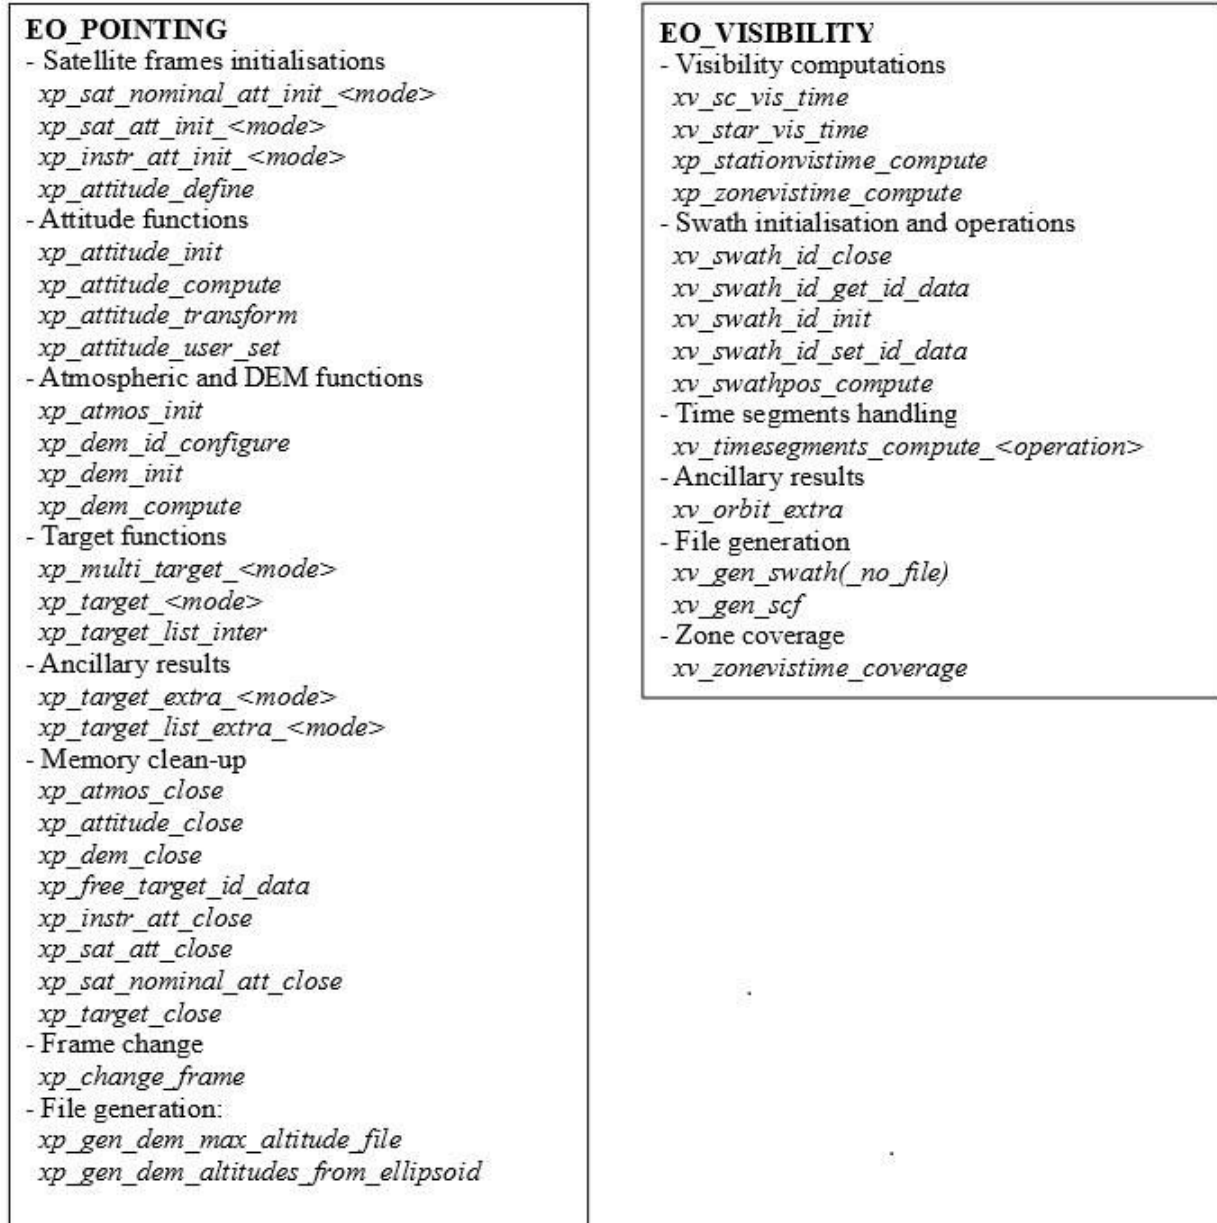 EO_POINTING
- Satellite frames initialisations
xp_sat_nominal_att_init_<mode>
xp_sat_att_init_<mode>
xp_instr_att_init_<mode>
xp_attitude_define
- Attitude functions
xp_attitude_init
xp_attitude_compute
xp_attitude_transform
xp_attitude_user_set
- Atmospheric and DEM functions
xp_atmos_init
xp_dem_id_configure
xp_dem_init
xp_dem_compute
- Target functions
xp_multi_target_<mode>
xp_target_<mode>
xp_target_list_inter
- Ancillary results
xp_target_extra_<mode>
xp_target_list_extra_<mode>
- Memory clean-up
xp_atmos_close
xp_attitude_close
xp_dem_close
xp_free_target_id_data
xp_instr_att_close
xp_sat_att_close
xp_sat_nominal_att_close
xp_target_close
- Frame change
xp_change_frame
- File generation:
xp_gen_dem_max_altitude_file
xp_gen_dem_altitudes_from_ellipsoid
EO_VISIBILITY
- Visibility computations
xv_sc_vis_time
xv_star_vis_time
xp_stationvistime_compute
xp_zonevistime_compute
- Swath initialisation and operations
xv_swath_id_close
xv_swath_id_get_id_data
xv_swath_id_init
xv_swath_id_set_id_data
xv_swathpos_compute
- Time segments handling
xv_timesegments_compute_<operation>
- Ancillary results
xv_orbit_extra
- File generation
xv_gen_swath(_no_file)
xv_gen_scf
- Zone coverage
xv_zonevistime_coverage